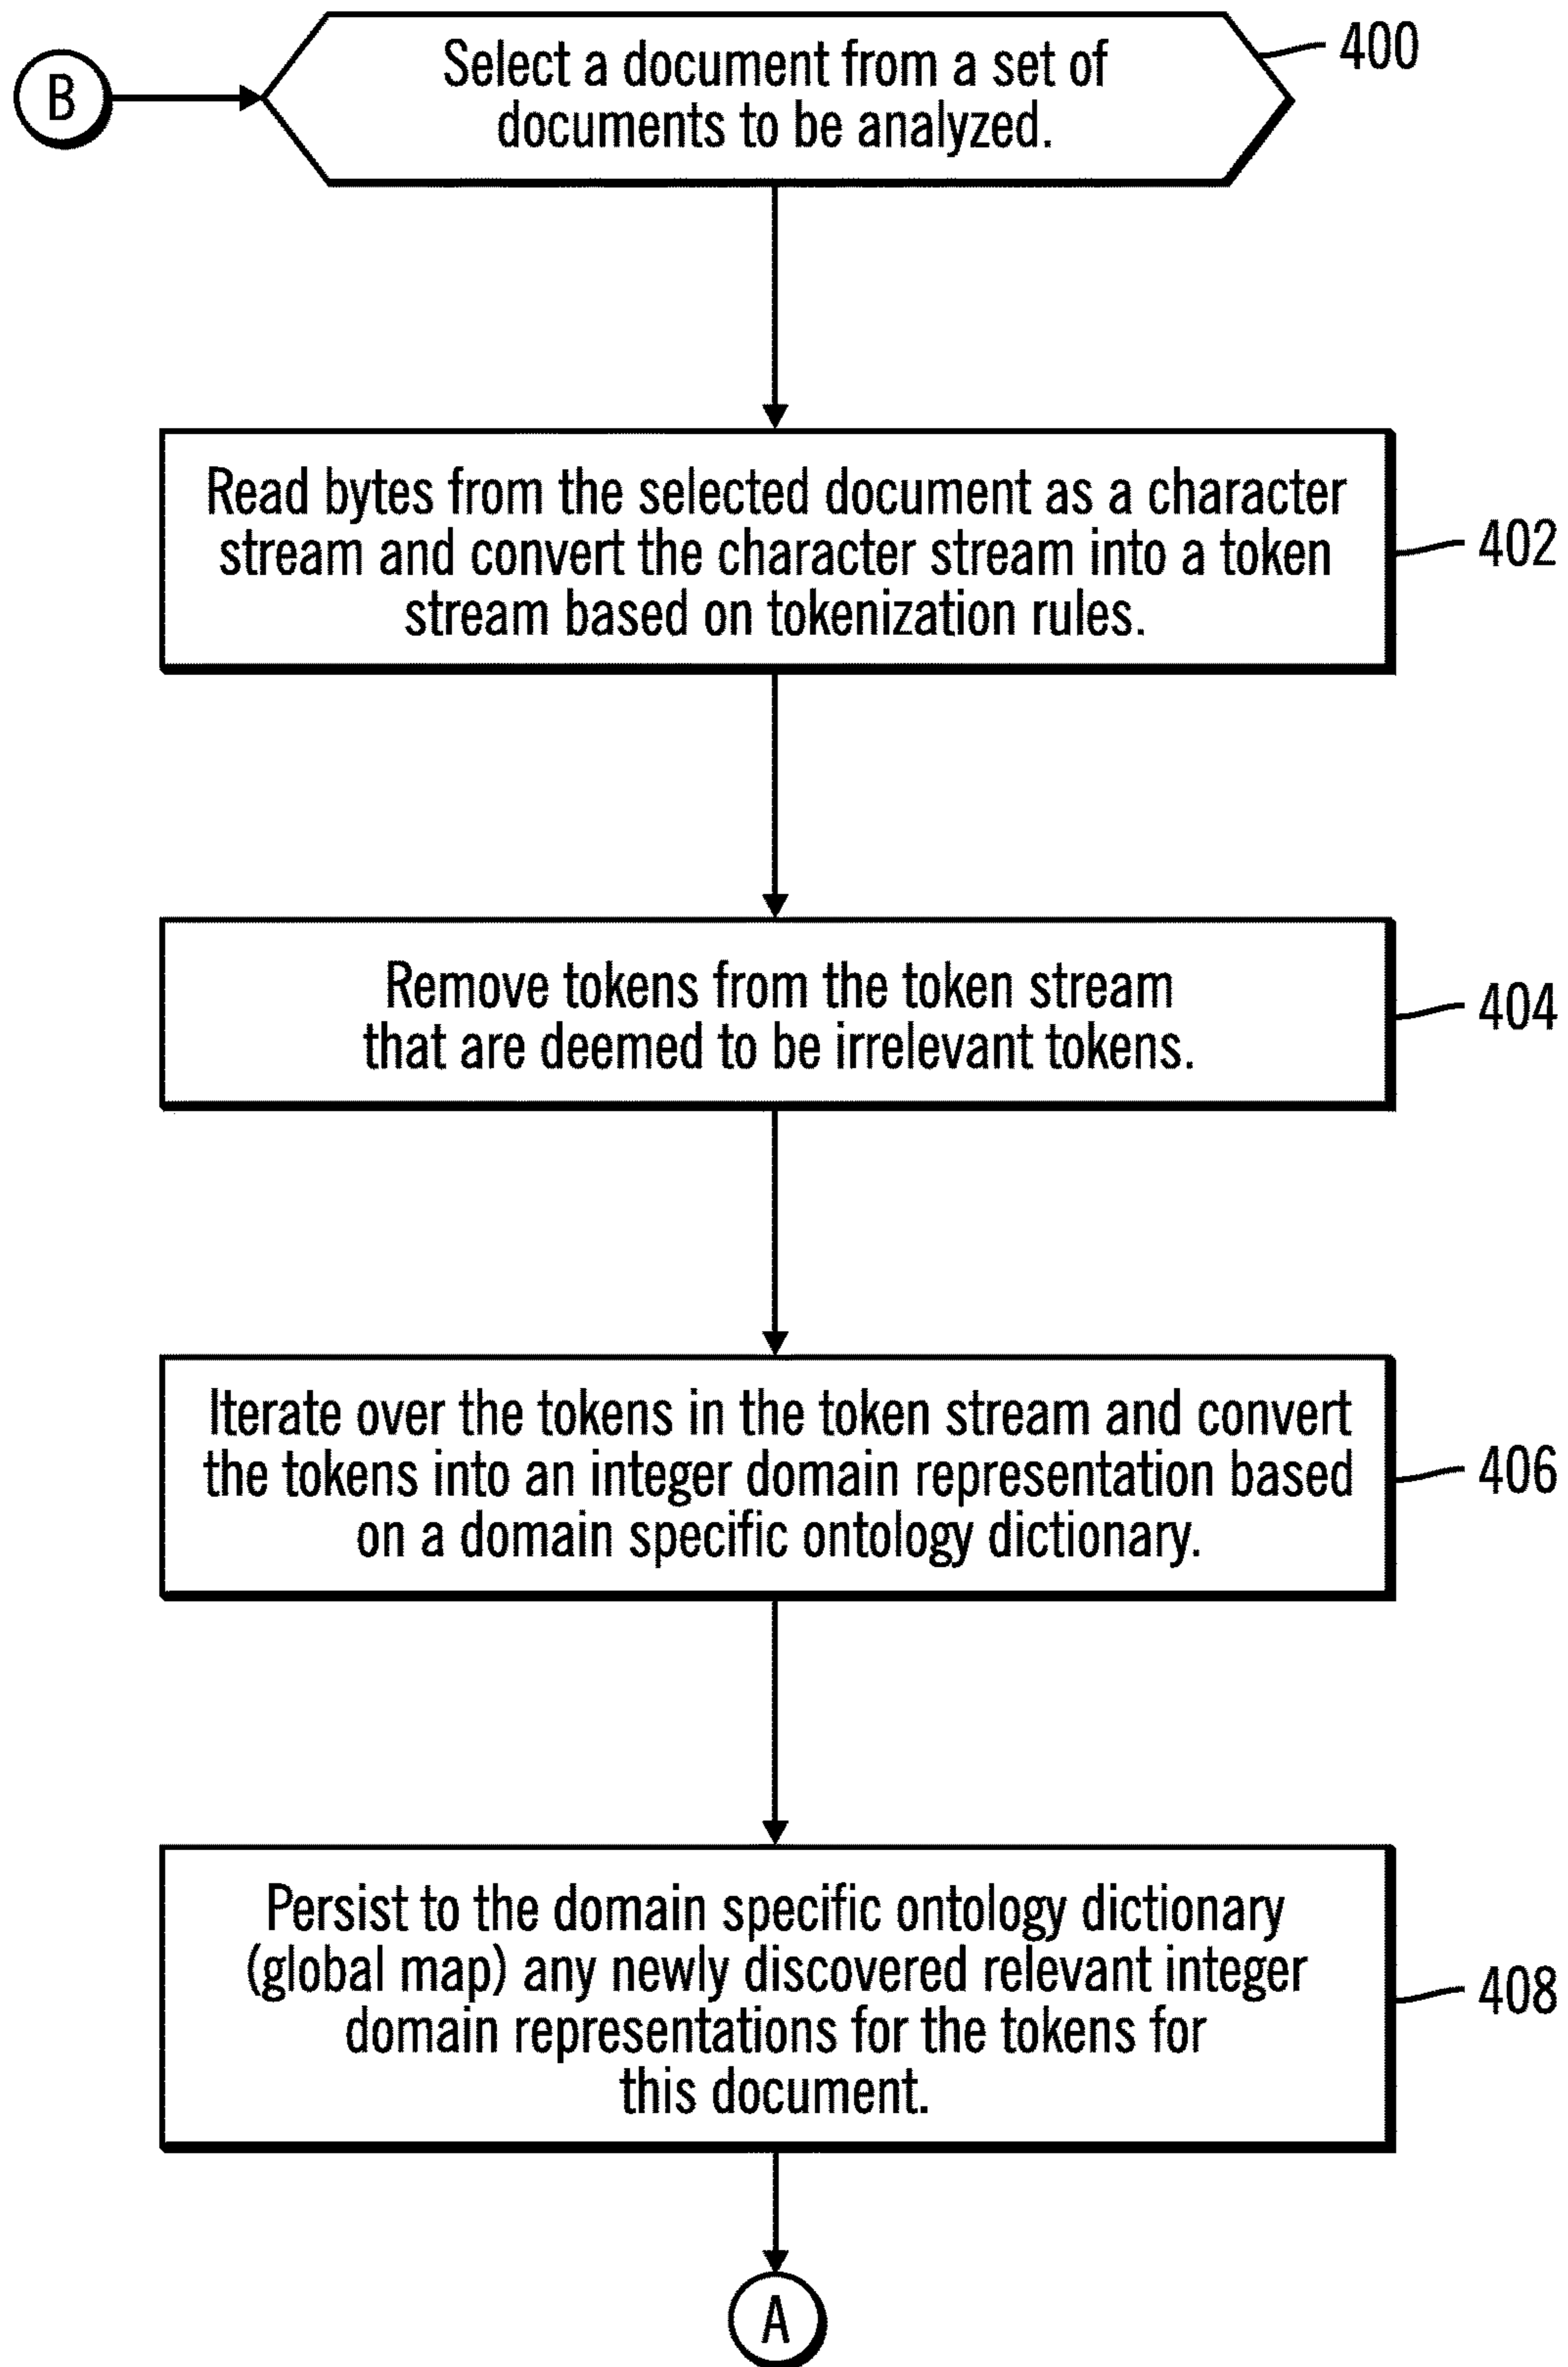 B
Select a document from a set of
documents to be analyzed.
400
Read bytes from the selected document as a character
stream and convert the character stream into a token
stream based on tokenization rules.
402
Remove tokens from the token stream
that are deemed to be irrelevant tokens.
404
Iterate over the tokens in the token stream and convert
the tokens into an integer domain representation based
on a domain specific ontology dictionary.
406
Persist to the domain specific ontology dictionary
(global map) any newly discovered relevant integer
domain representations for the tokens for
this document.
408
A